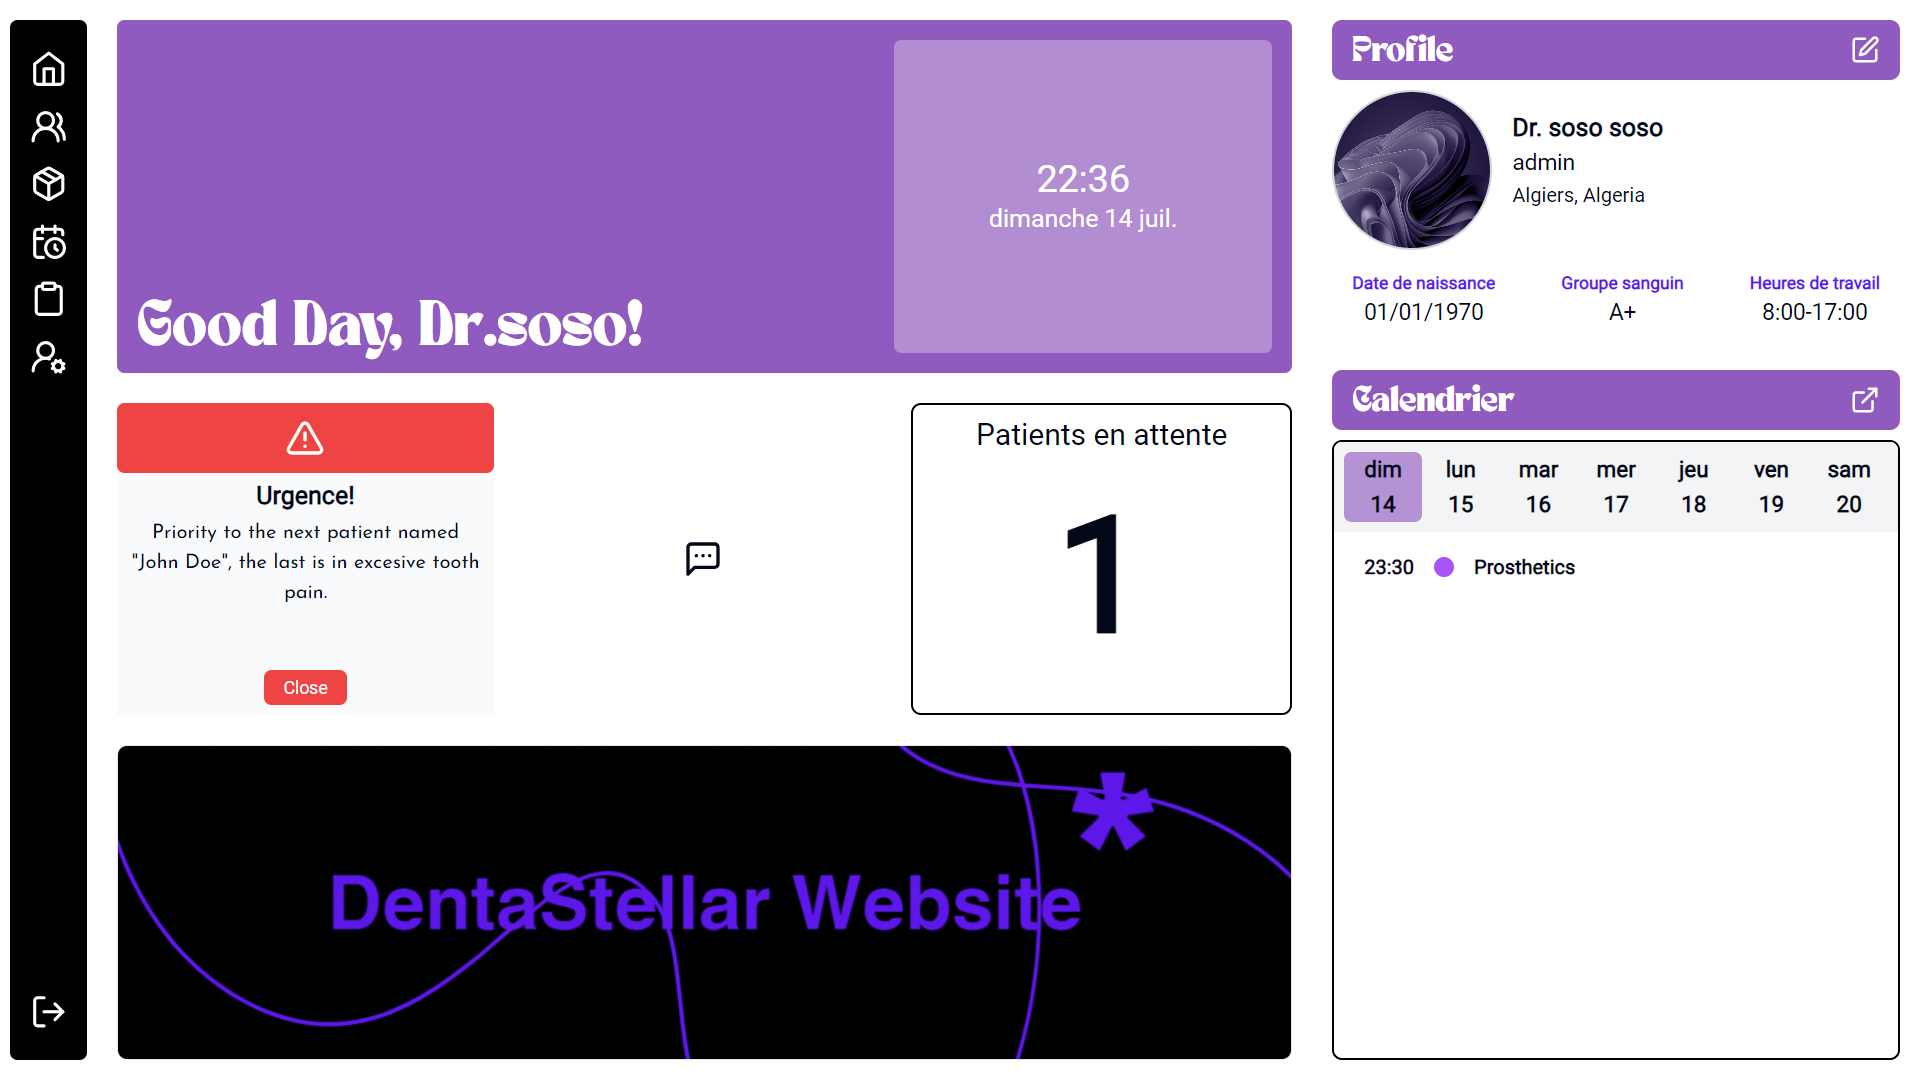 22:36
dimanche 14 juil.
Good Day, Dr.soso!
Urgence!
Priority to the next patient named
"John Doe", the last is in excesive tooth
pain.
Close
Patients en attente
1
DentaStellar Website
*
Profile
Dr. soso soso
admin
Algiers, Algeria
Date de naissance
01/01/1970
Groupe sanguin
A+
Heures de travail
8:00-17:00
Calendrier
dim lun mar mer jeu ven sam
14 15 16 17 18 19 20
23:30 Prosthetics